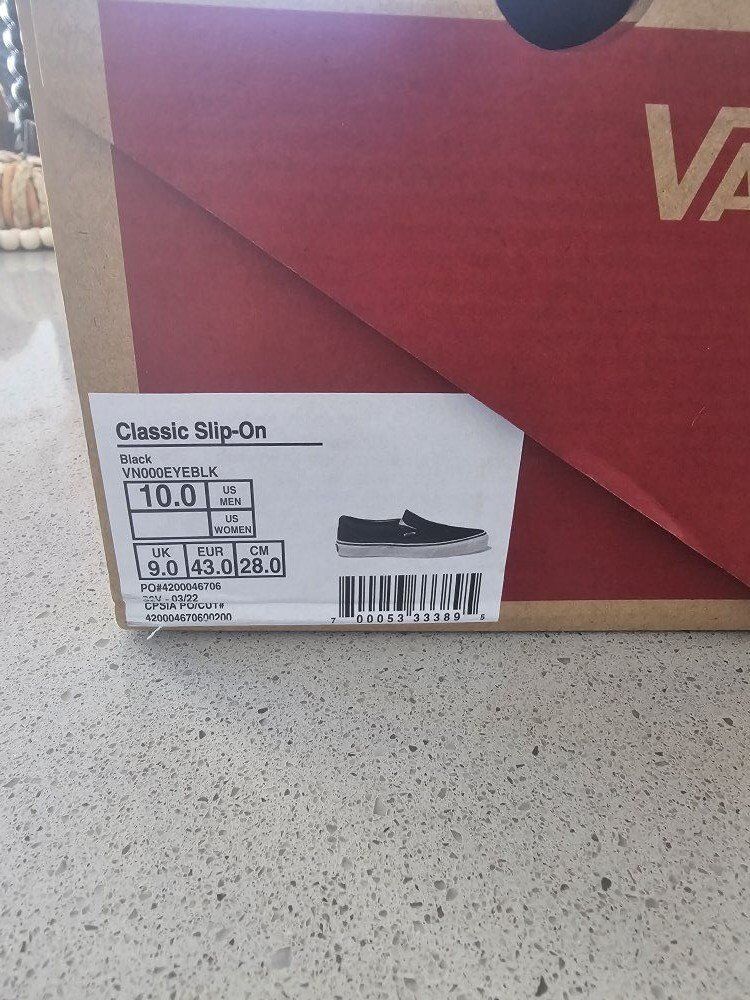 VA
Classic Slip-On
Black
VN000EYEBLK
10.0 US MEN
US WOMEN
UK EUR CM
9.0 43.0 28.0
PO#4200046706
03/22
CPSIA PO/CUT#
420004670600200
7 00053 33389 5